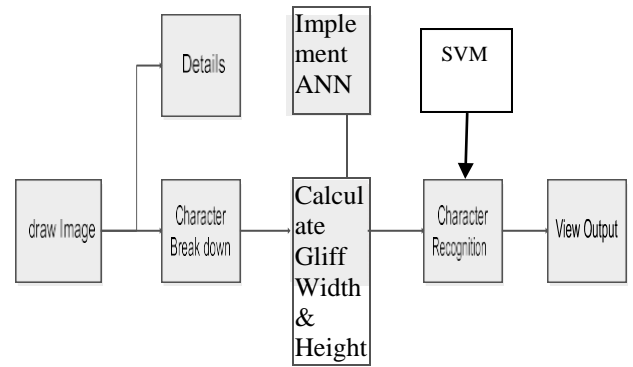 Details
Imple
ment
ANN
SVM
draw Image
Character
Break down
Calcul
ate
Gliff
Width
&
Height
Character
Recognition
View Output